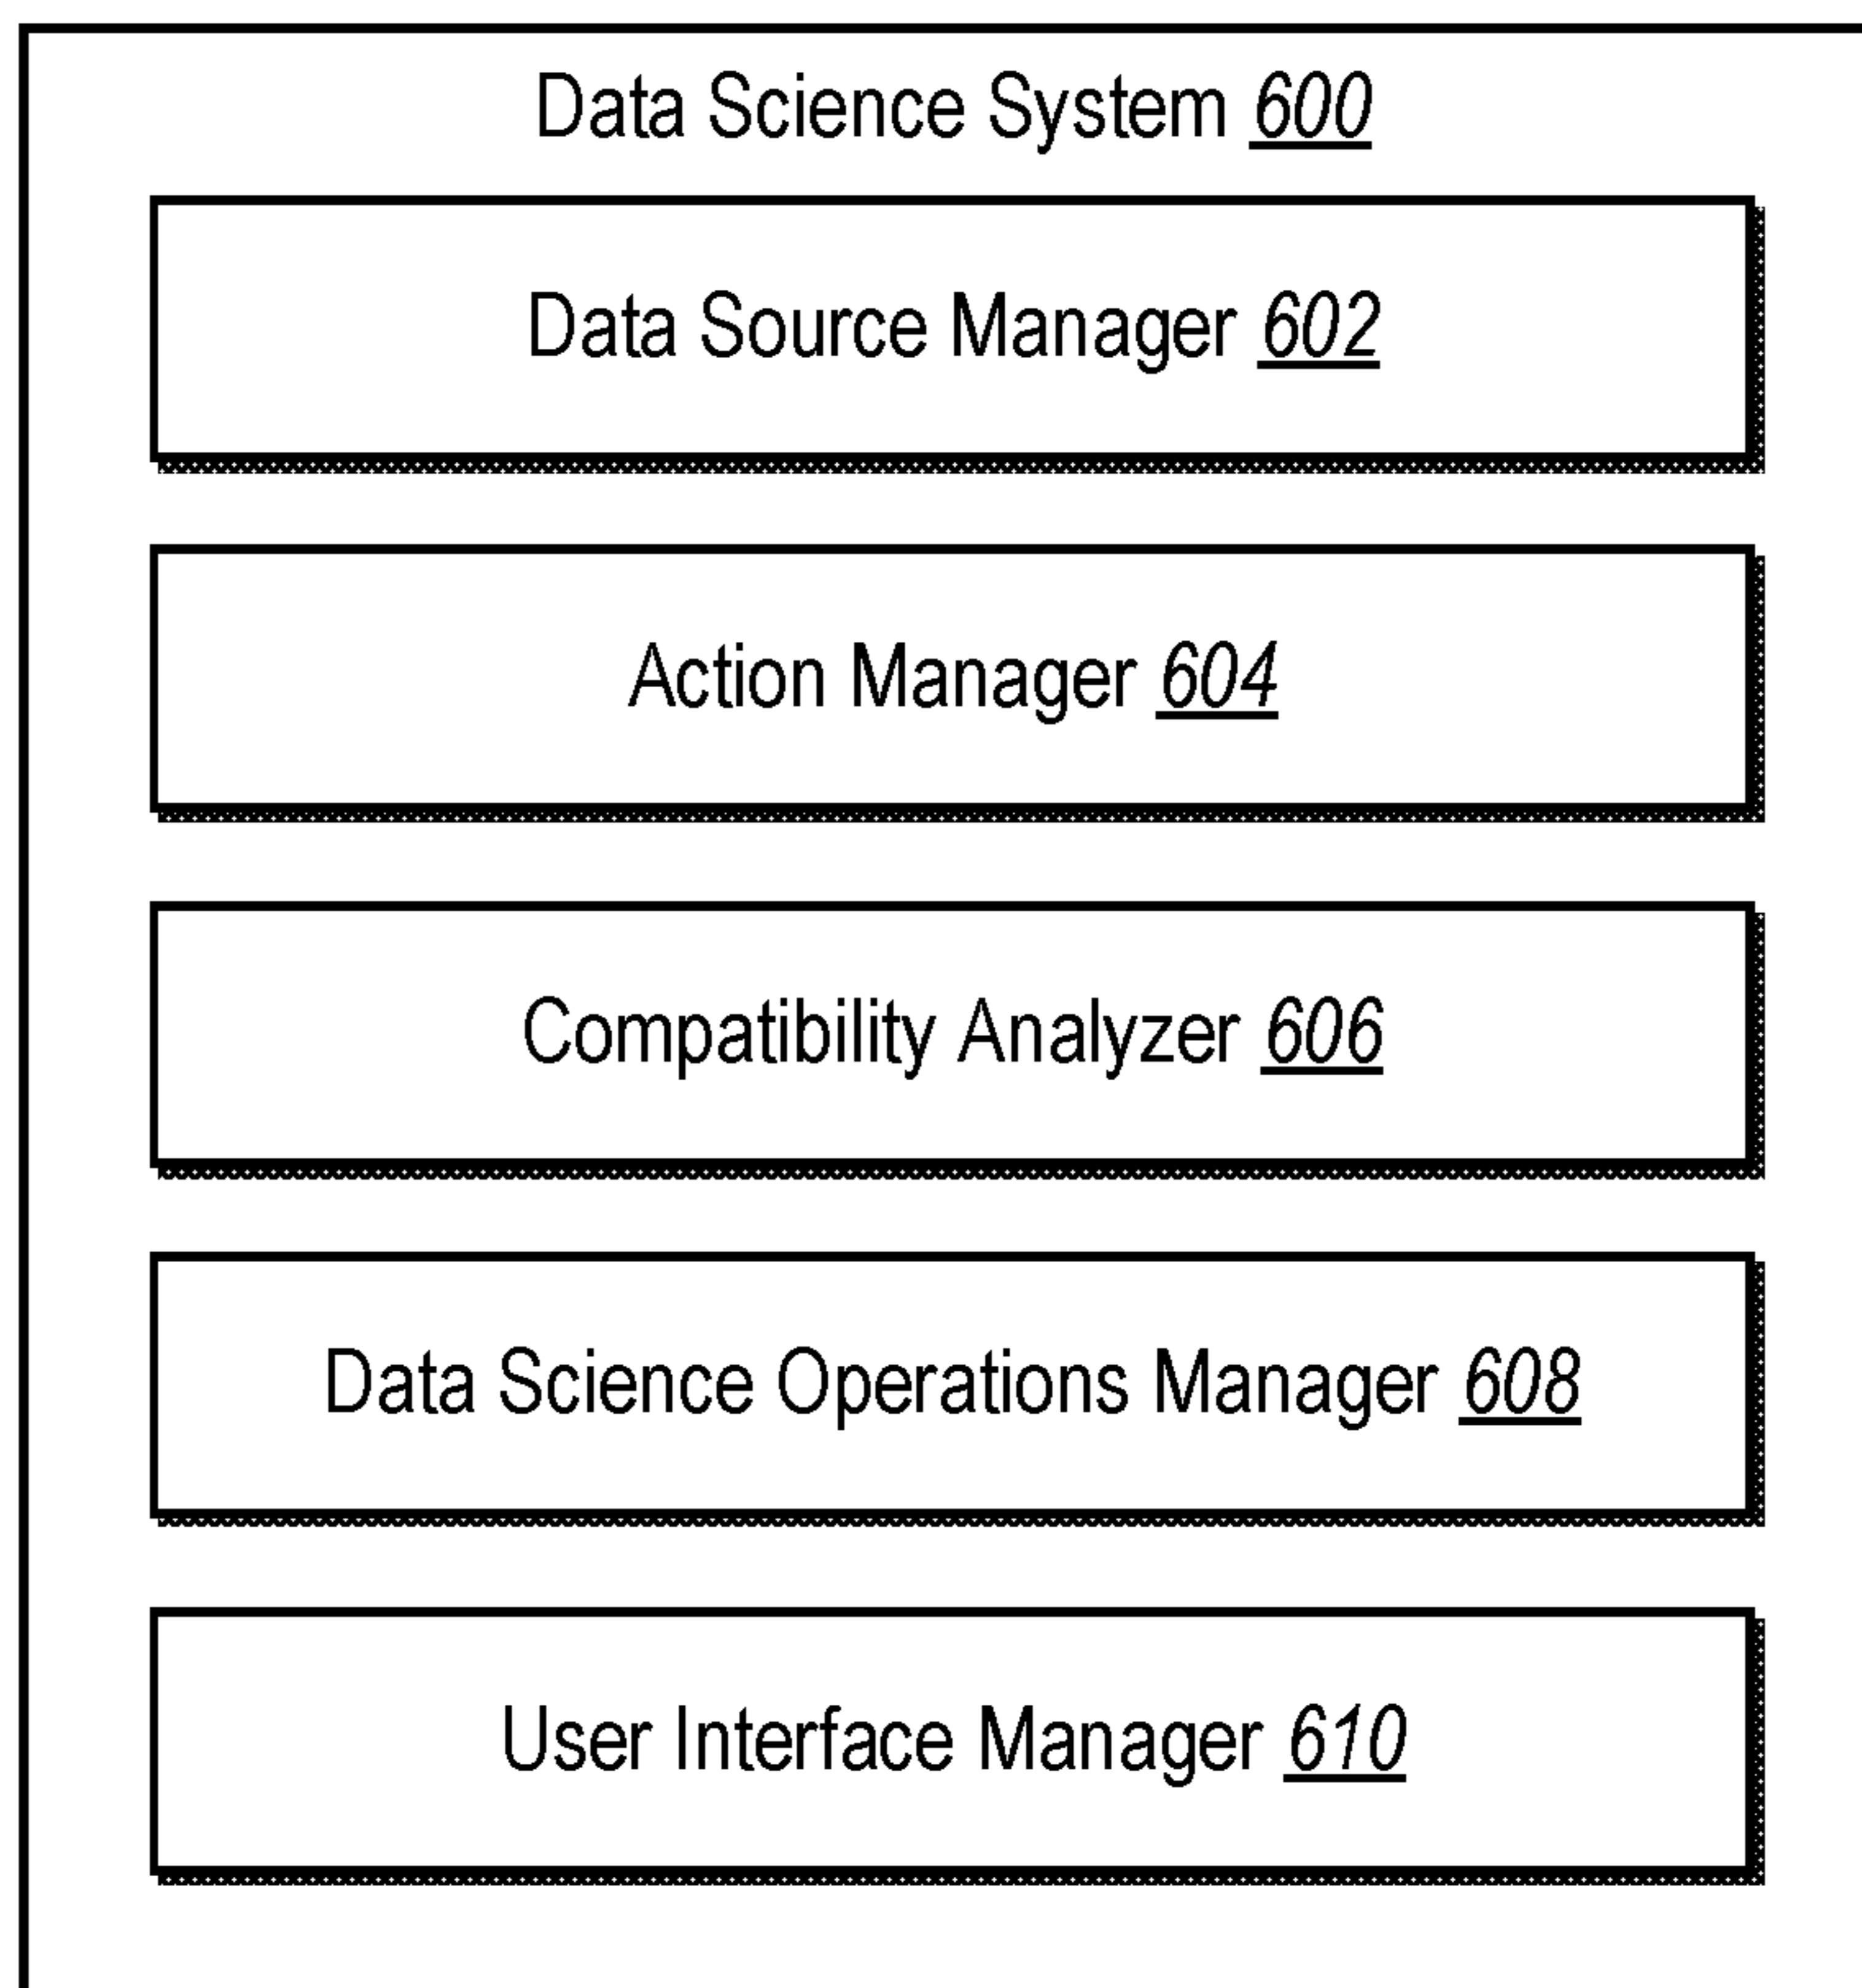 Data Science System 600
Data Source Manager 602
Action Manager 604
Compatibility Analyzer 606
Data Science Operations Manager 608
User Interface Manager 610